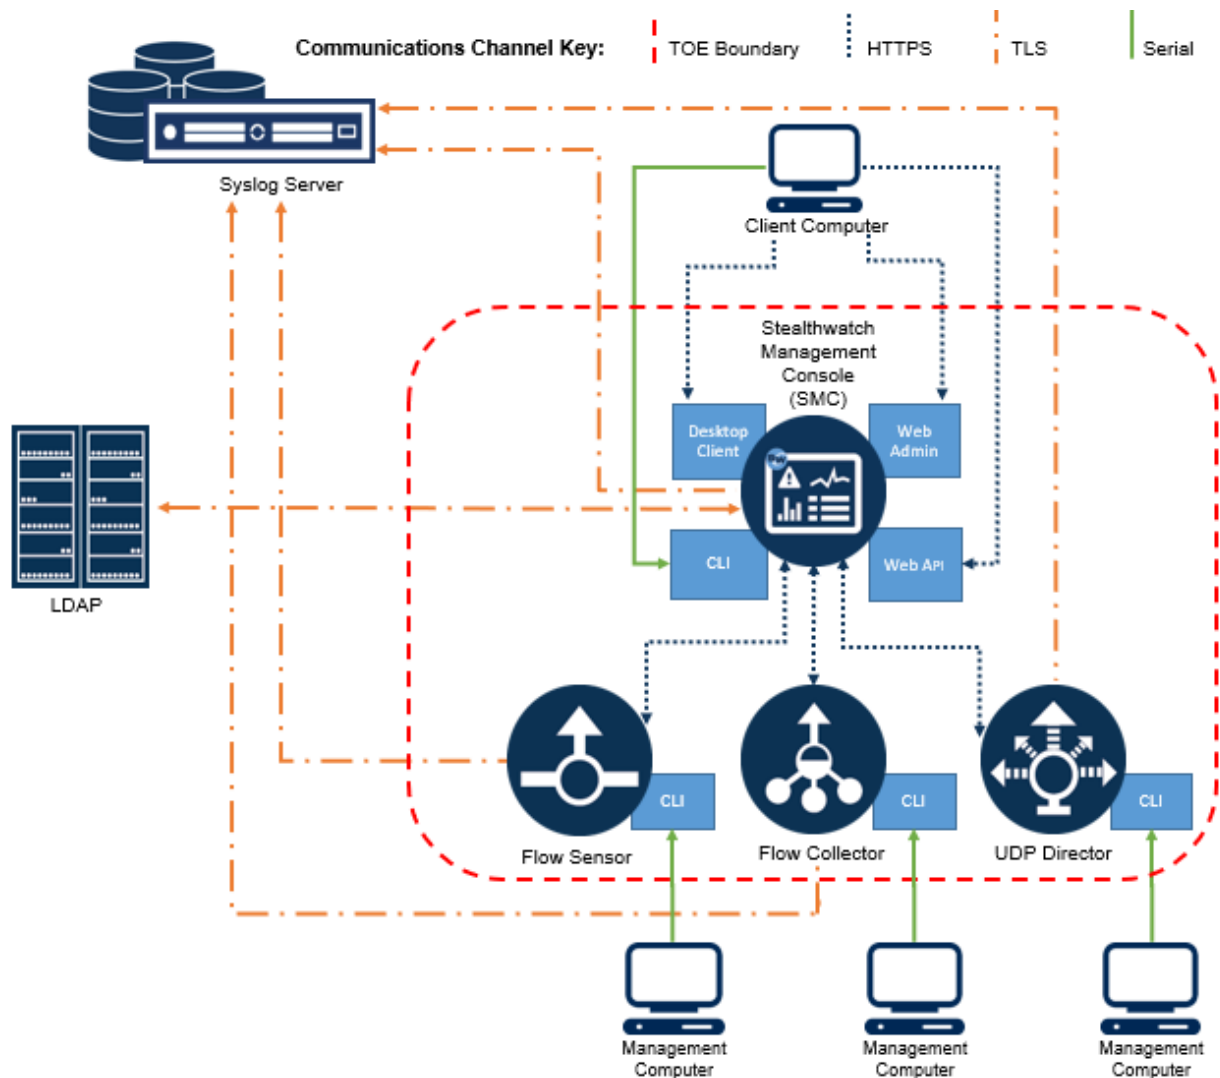 Communications Channel Key:
TOE Boundary
HTTPS
TLS
Serial
Syslog Server
Client Computer
Stealthwatch
Management
Console
(SMC)
Desktop
Client
Web
Admin
LDAP
CLI
Web API
CLI
CLI
CLI
Flow Sensor
Flow Collector
UDP Director
Management
Computer
Management
Computer
Management
Computer